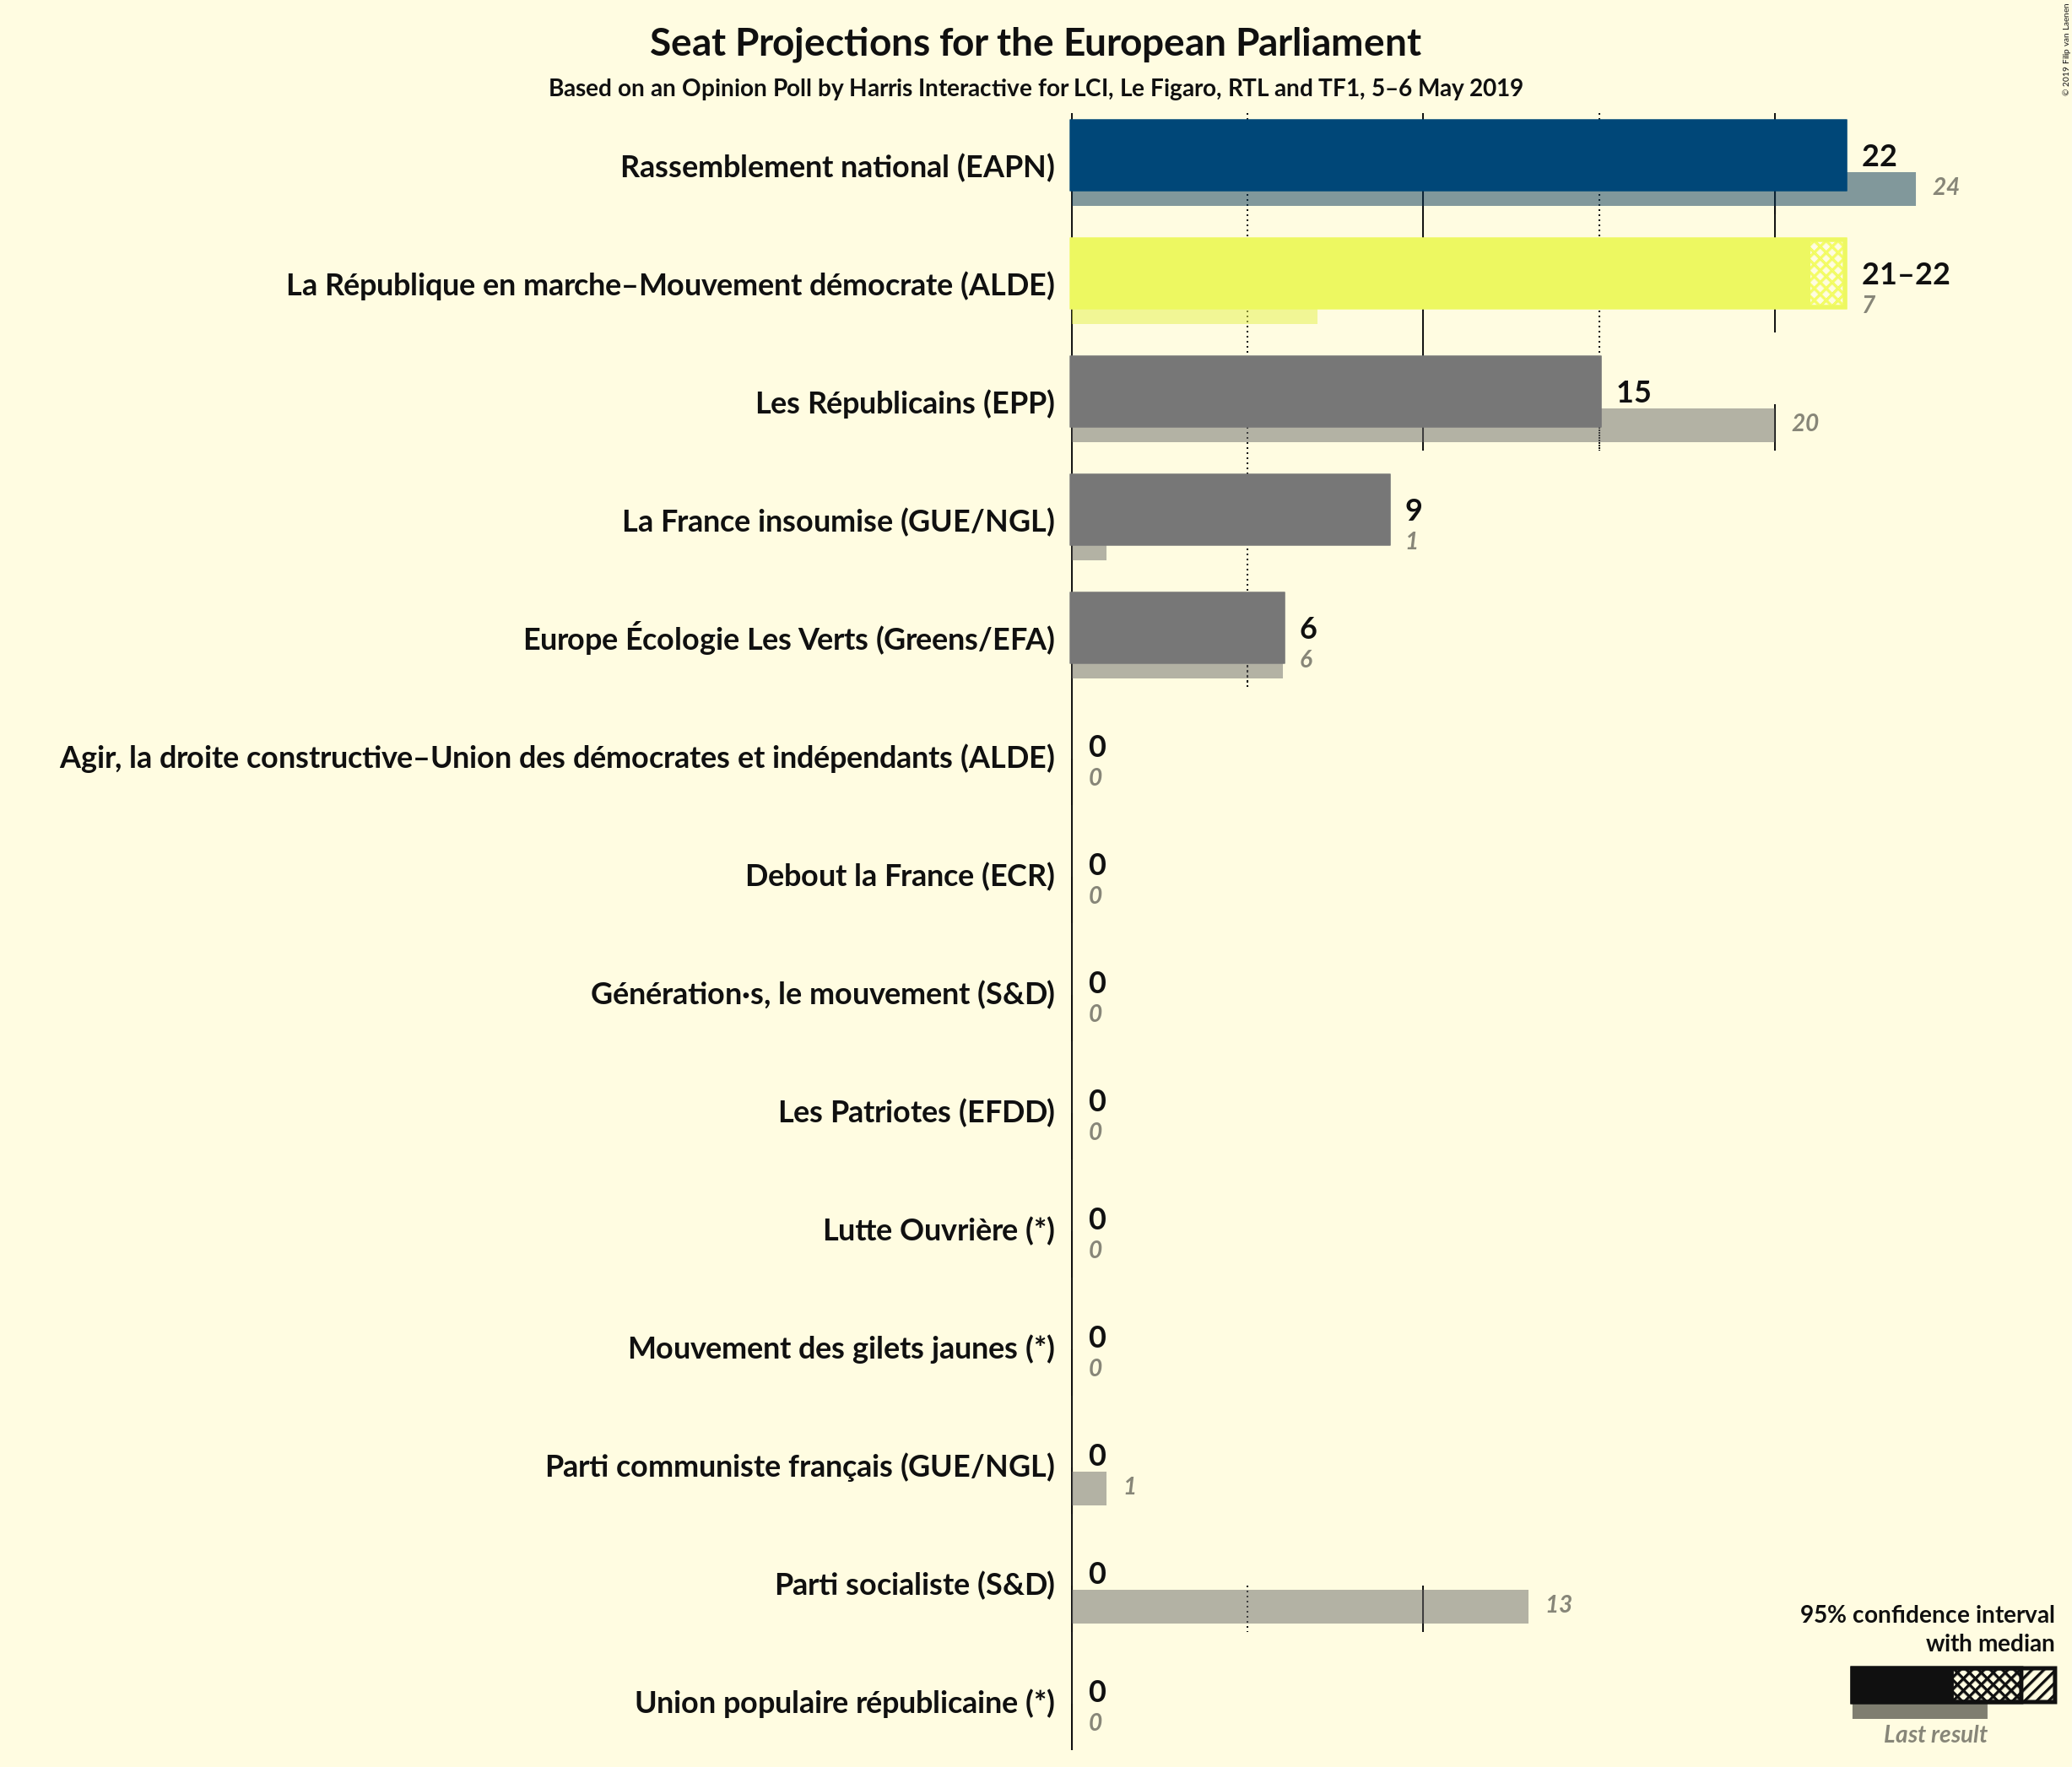 Seat Projections for the European Parliament
Based on an Opinion Poll by Harris Interactive for LCI, Le Figaro, RTL and TF1, 5–6 May 2019
© 2019 Filip van Laenen
Rassemblement national (EAPN)
22
24
La République en marche–Mouvement démocrate (ALDE)
21–22
7
Les Républicains (EPP)
15
20
La France insoumise (GUE/NGL)
9
1
Europe Écologie Les Verts (Greens/EFA)
6
6
Agir, la droite constructive–Union des démocrates et indépendants (ALDE)
0
0
Debout la France (ECR)
0
0
Génération·s, le mouvement (S&D)
0
0
Les Patriotes (EFDD)
0
0
Lutte Ouvrière (*)
0
0
Mouvement des gilets jaunes (*)
0
0
Parti communiste français (GUE/NGL)
0
1
Parti socialiste (S&D)
0
13
Union populaire républicaine (*)
0
0
95% confidence interval
with median
Last result